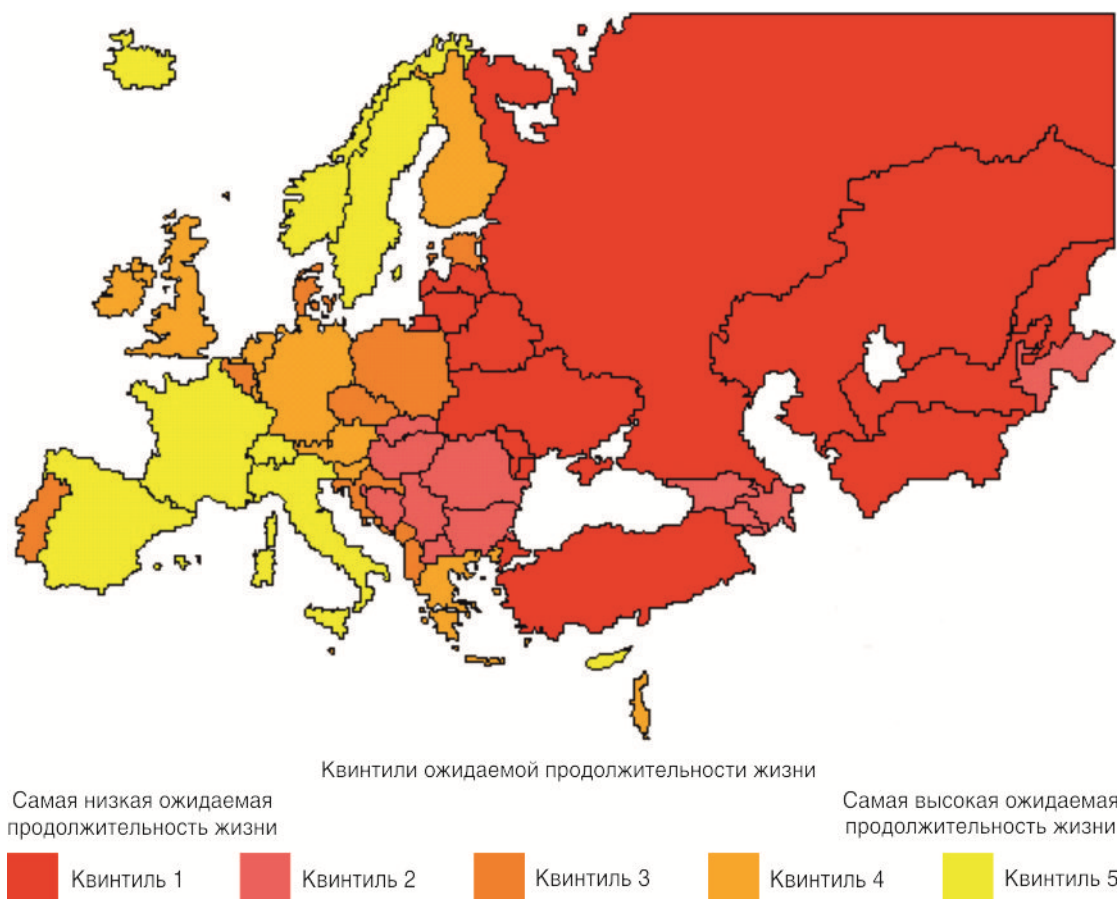 Квинтили ожидаемой продолжительности жизни
Самая низкая ожидаемая
продолжительность жизни
Самая высокая ожидаемая
продолжительность жизни
Квинтиль 1
Квинтиль 2
Квинтиль 3
Квинтиль 4
Квинтиль 5